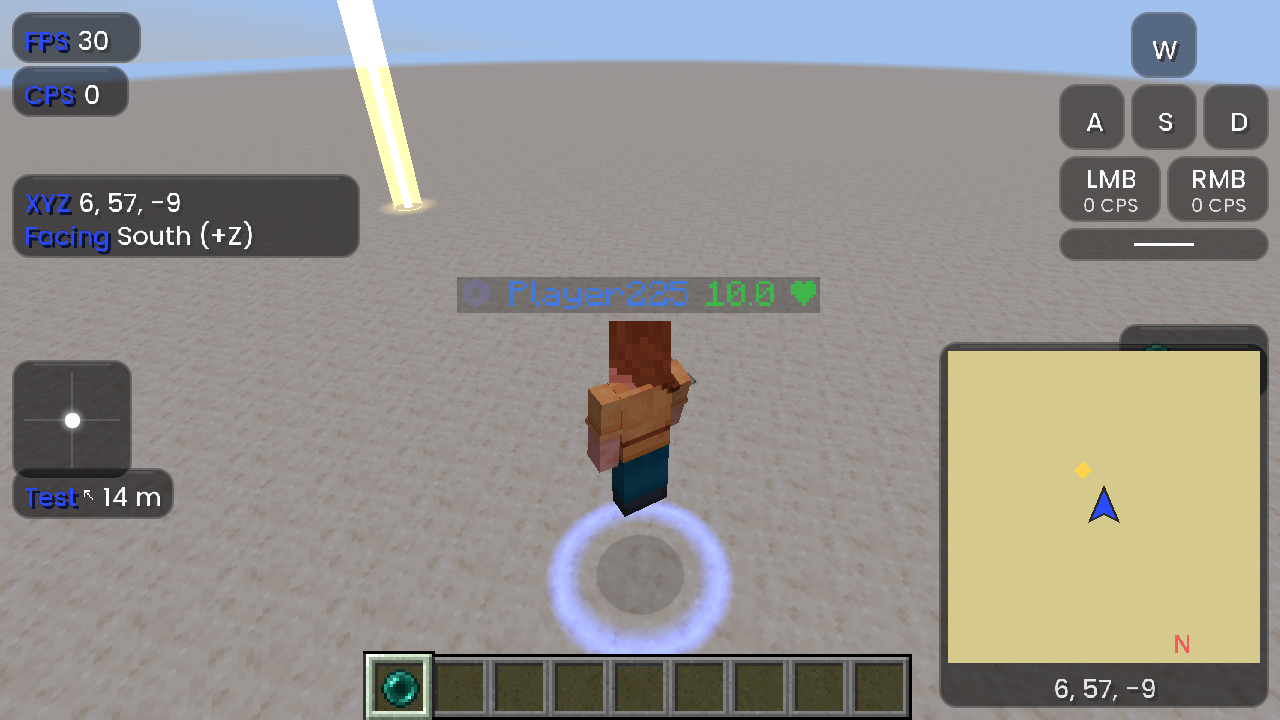 FPS 30
CPS 0
W
A S D
LMB RMB
0 CPS 0 CPS
XYZ 6, 57, -9
Facing South (+Z)
Player225 10.0
Test 14 m
N
6, 57, -9